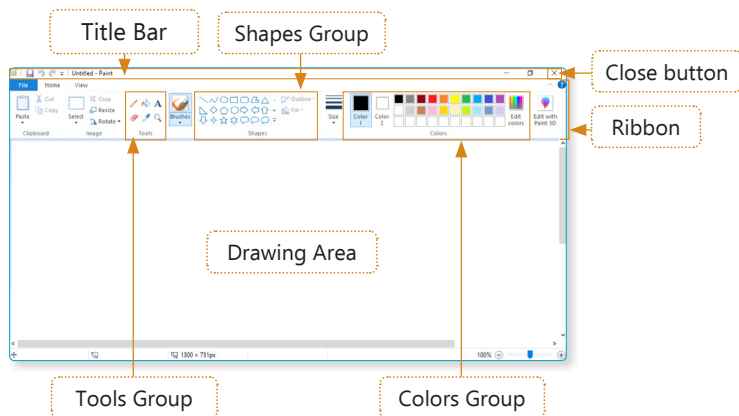 Title Bar
Shapes Group
Close button
Ribbon
Untitled - Paint
File Home View
Paste
Cut
Copy
Clipboard
Select
Crop
Resize
Rotate
Image
A
Tools
Brushes
Outline
Fill
Shapes
Size
Color 1
Color 2
Edit colors
Colors
Edit with Paint 3D
Drawing Area
1300 × 731px
100%
Tools Group
Colors Group